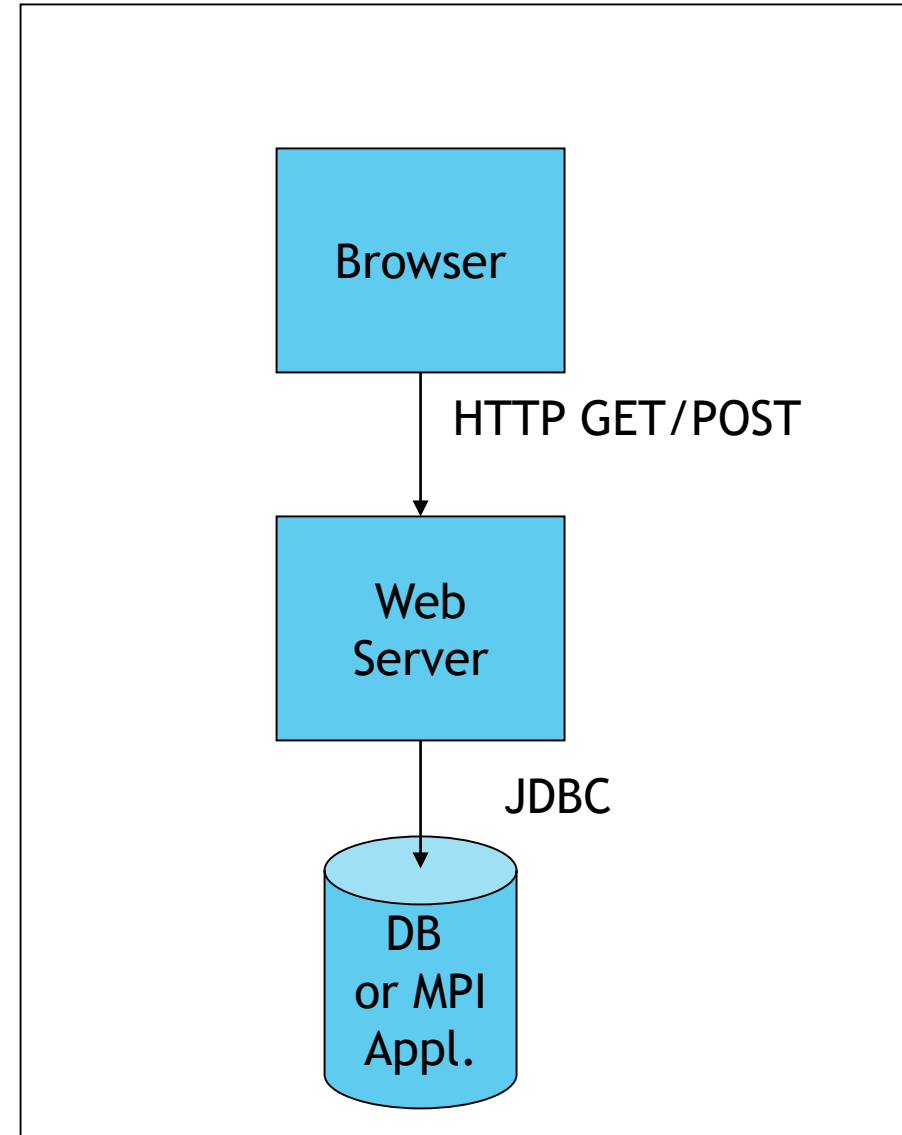 Browser
HTTP GET/POST
Web
Server
JDBC
DB
or MPI
Appl.